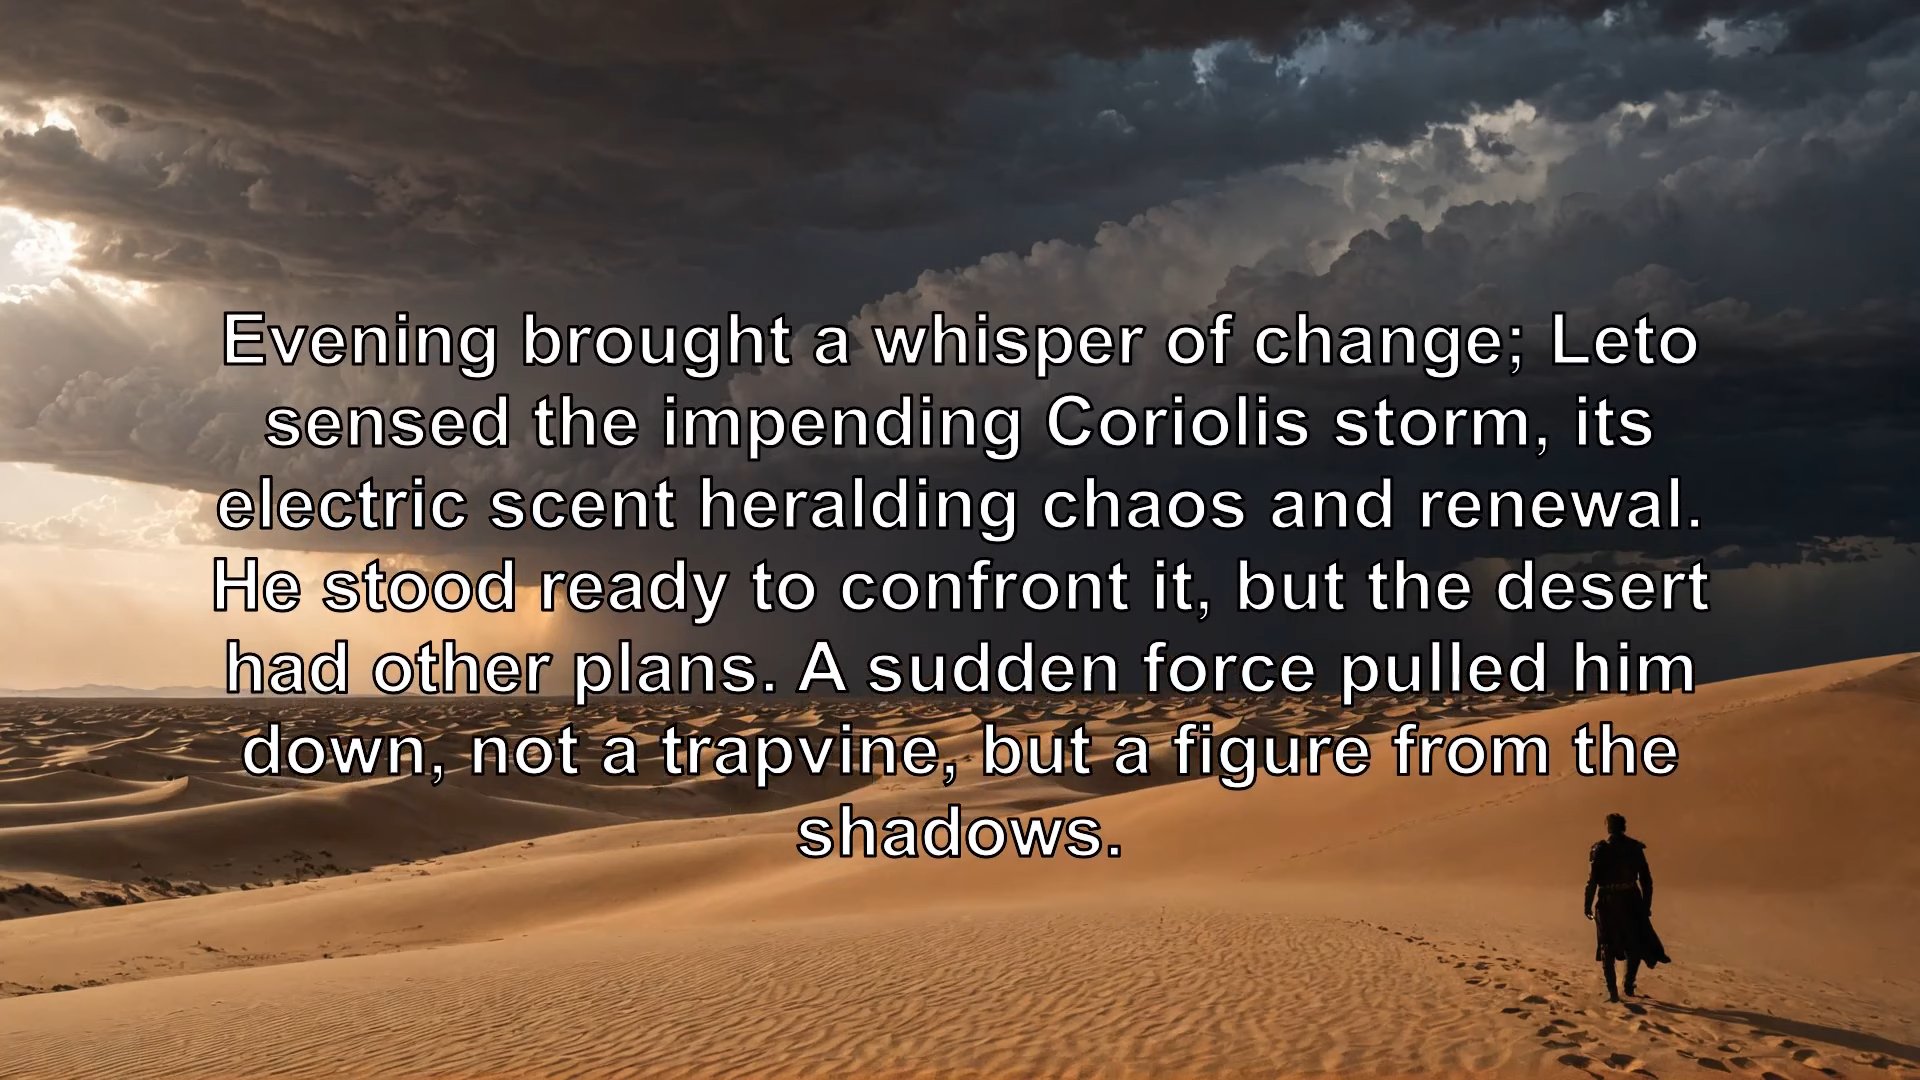 Evening brought a whisper of change; Leto
sensed the impending Coriolis storm, its
electric scent heralding chaos and renewal.
He stood ready to confront it, but the desert
had other plans. A sudden force pulled him
down, not a trapvine, but a figure from the
shadows.